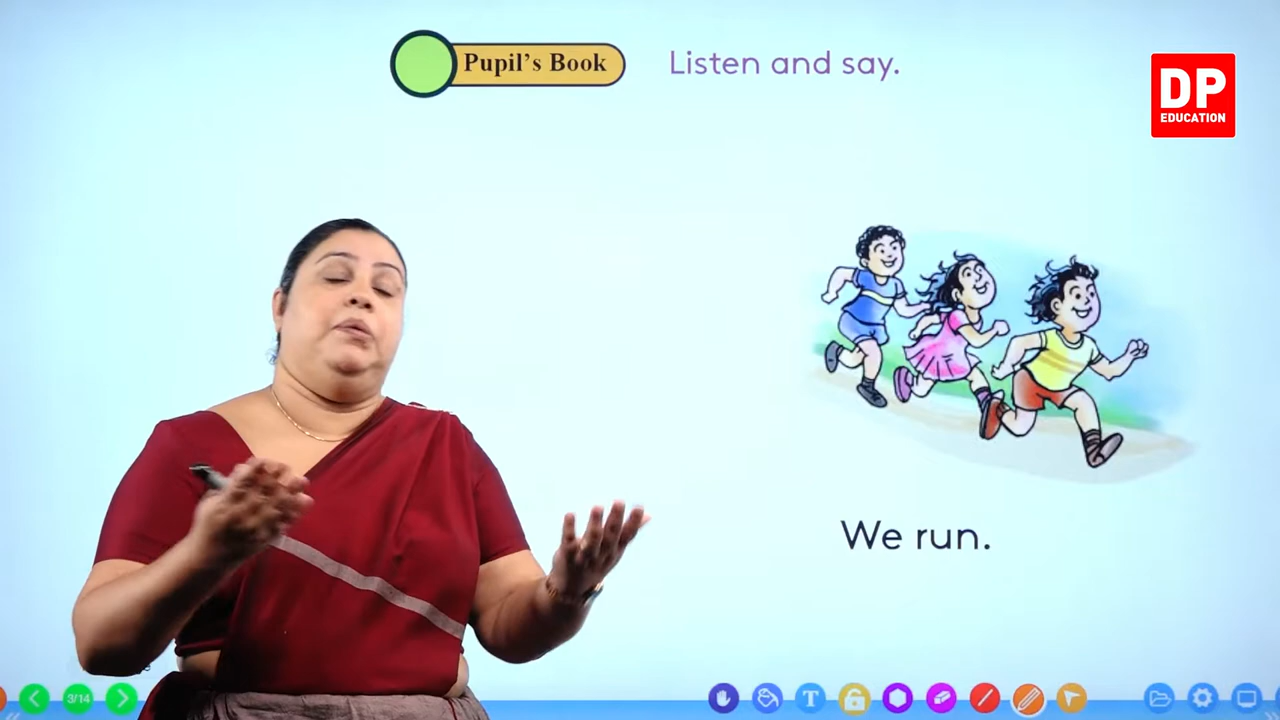 Pupil's Book
Listen and say.
DP
EDUCATION
We run.
3/14
T